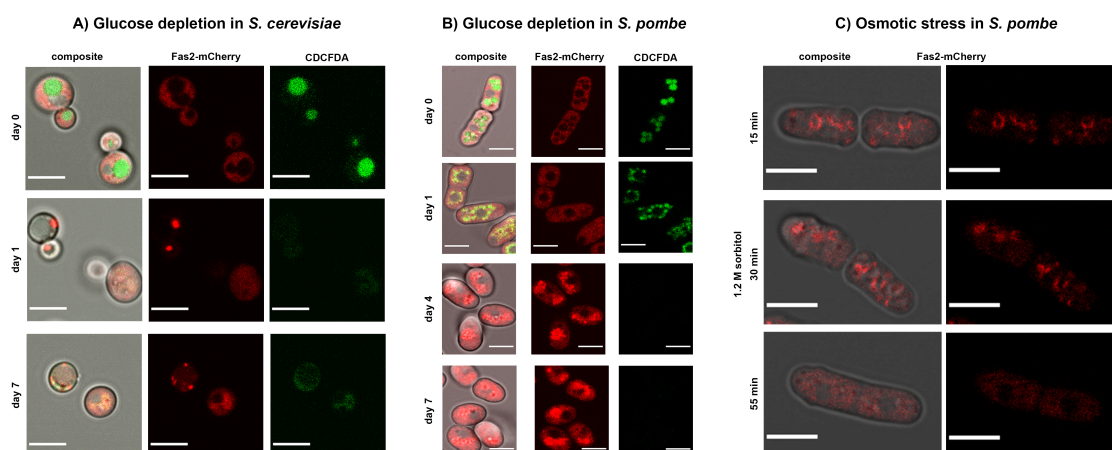 A) Glucose depletion in S. cerevisiae
composite
Fas2-mCherry
CDCFDA
day 0
day 1
day 7
B) Glucose depletion in S. pombe
composite
Fas2-mCherry
CDCFDA
day 0
day 1
day 4
day 7
C) Osmotic stress in S. pombe
composite
Fas2-mCherry
15 min
1.2 M sorbitol
30 min
55 min